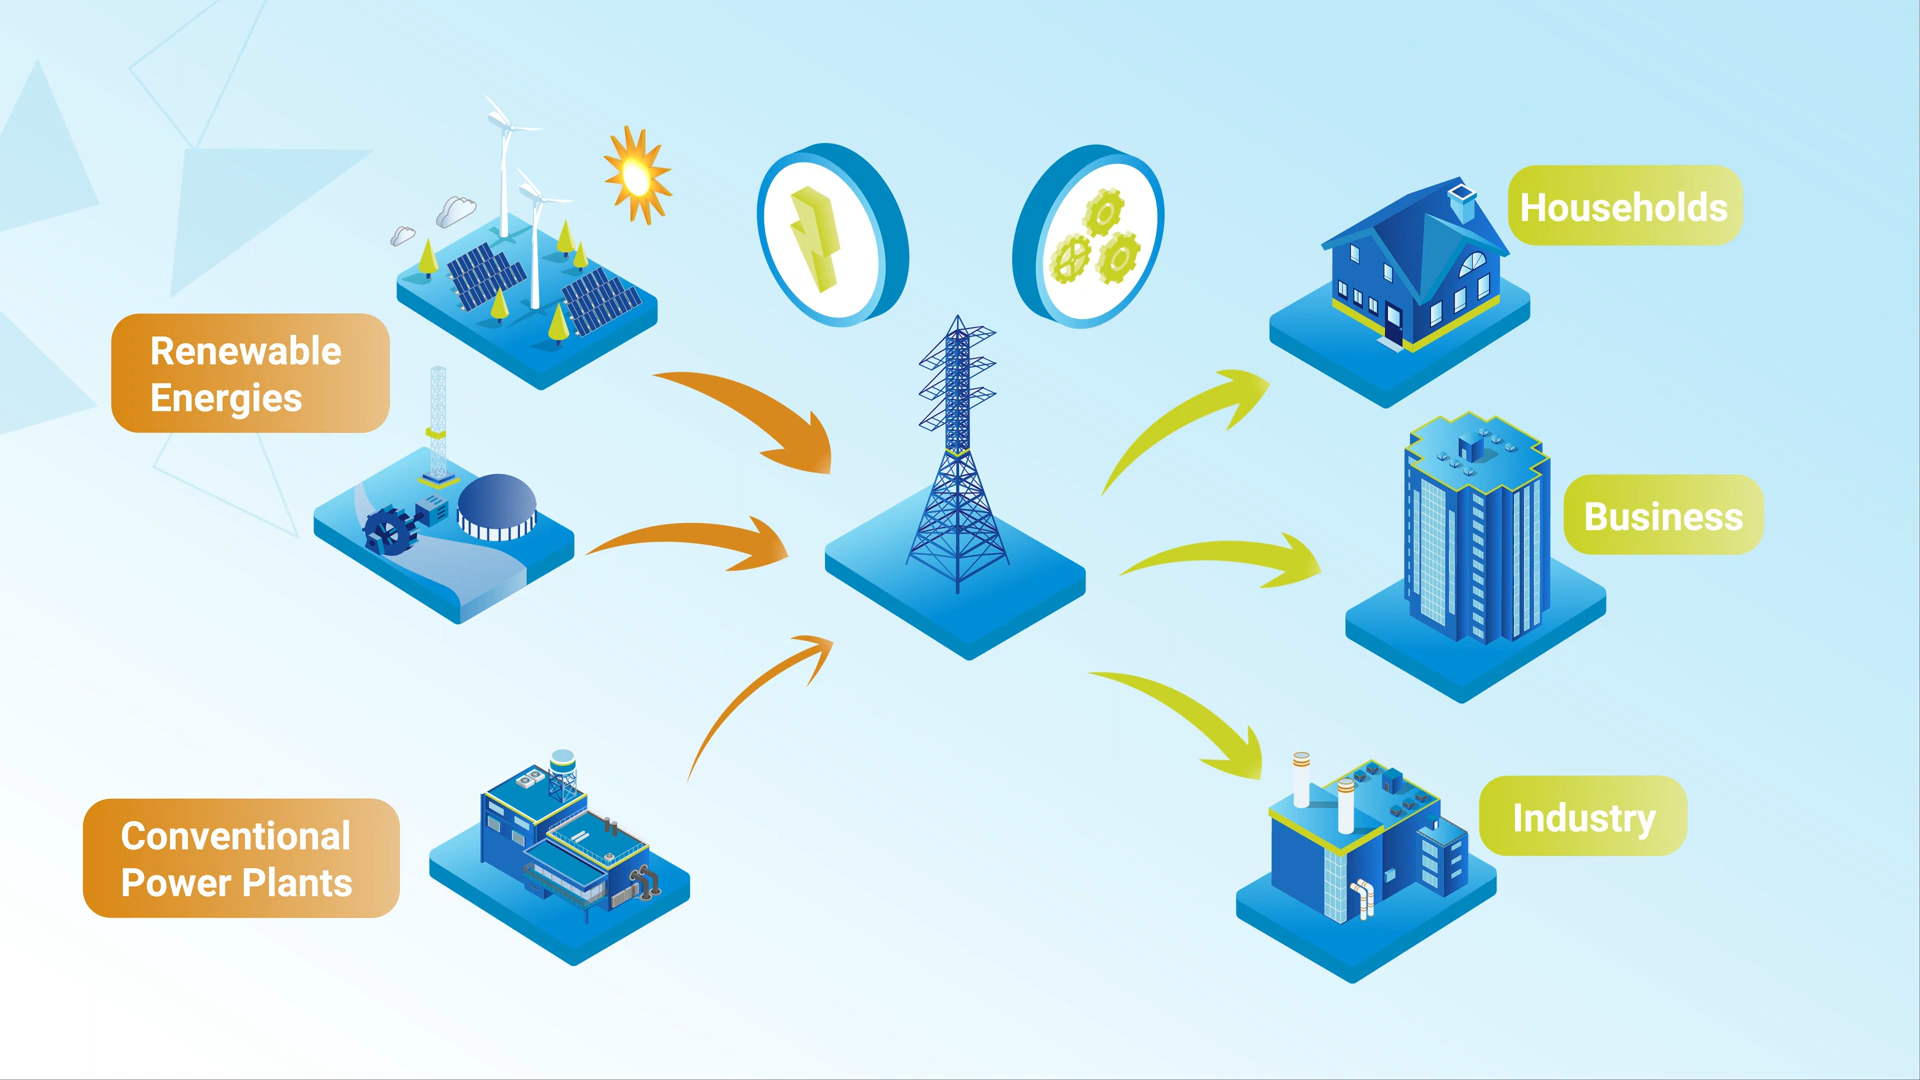 Households
Renewable
Energies
Business
Conventional
Power Plants
Industry